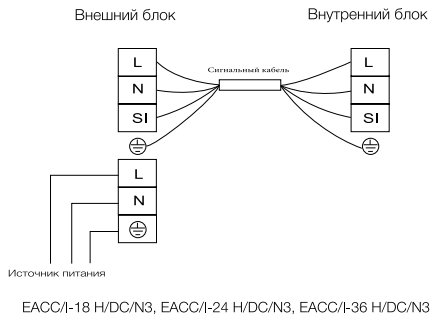 Внешний блок
Внутренний блок
Сигнальный кабель
L
L
N
N
SI
SI
L
N
Источник питания
EACC/I-18 H/DC/N3, EACC/I-24 H/DC/N3, EACC/I-36 H/DC/N3